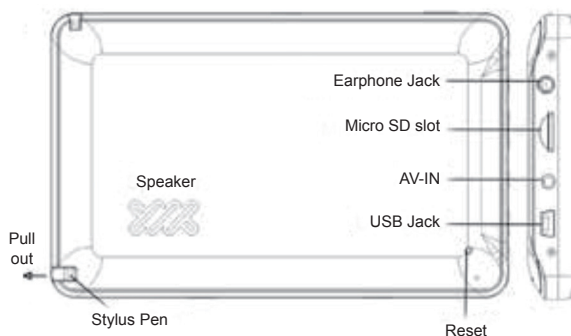 Earphone Jack
Micro SD slot
Speaker
AV-IN
USB Jack
Pull
out
Stylus Pen
Reset